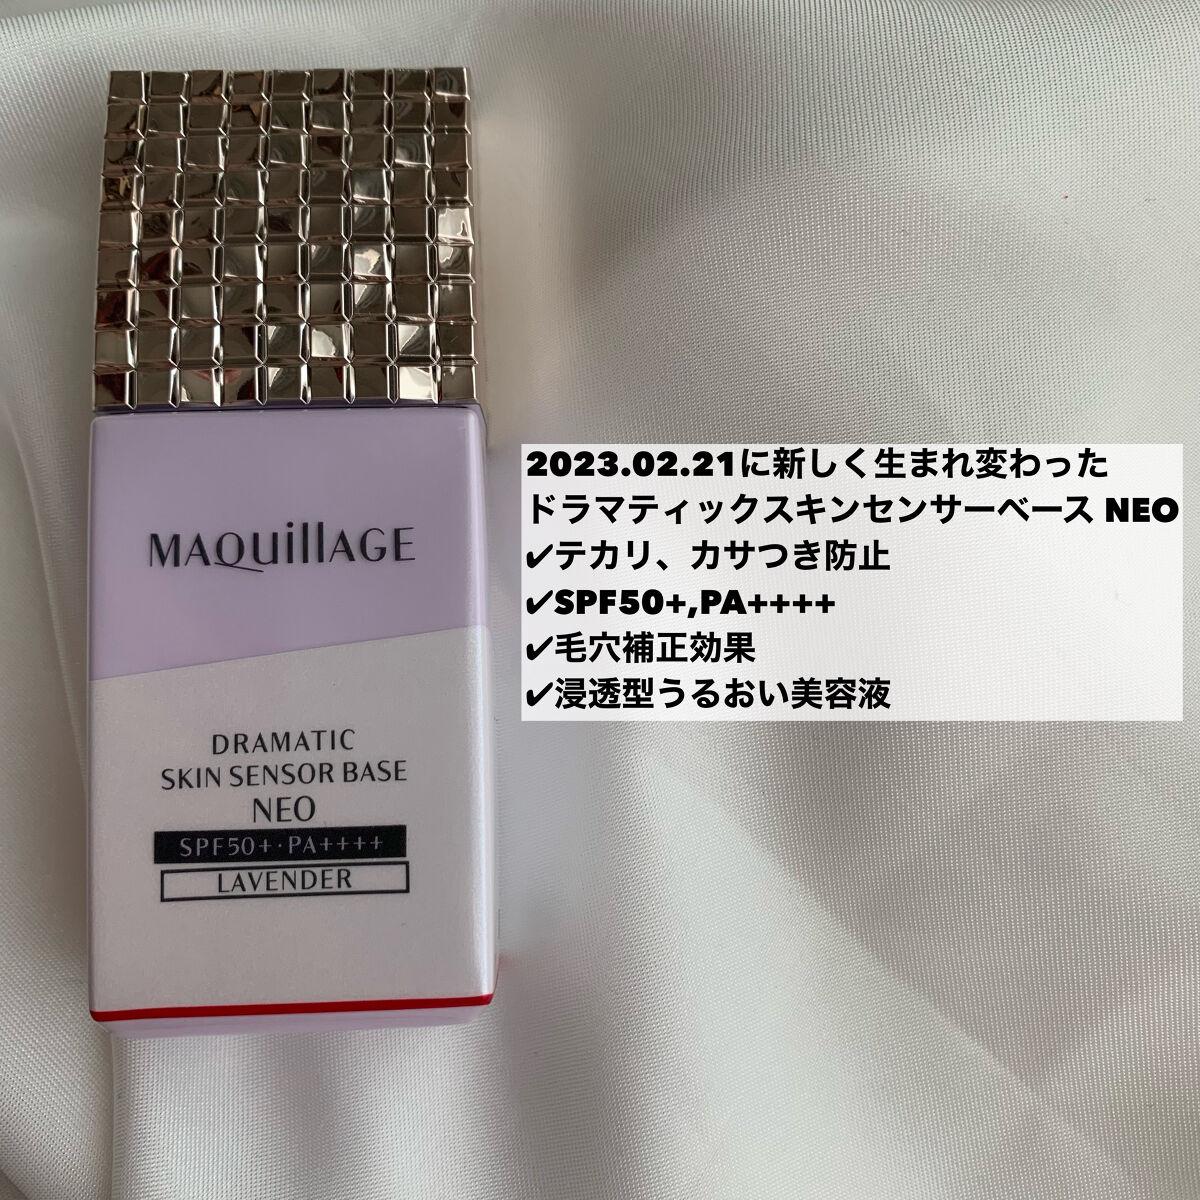 MAQuillAGE
DRAMATIC
SKIN SENSOR BASE
NEO
SPF50+・PA++++
LAVENDER
2023.02.21に新しく生まれ変わった
ドラマティックスキンセンサーベース NEO
✔テカリ、カサつき防止
✔SPF50+,PA++++
✔毛穴補正効果
✔浸透型うるおい美容液